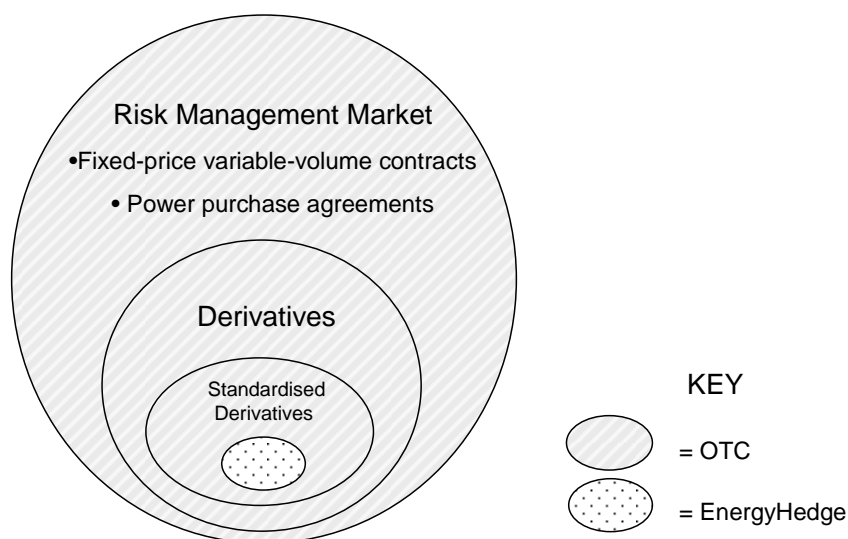 Risk Management Market
•Fixed-price variable-volume contracts
• Power purchase agreements
Derivatives
Standardised
Derivatives
KEY
= OTC
= EnergyHedge